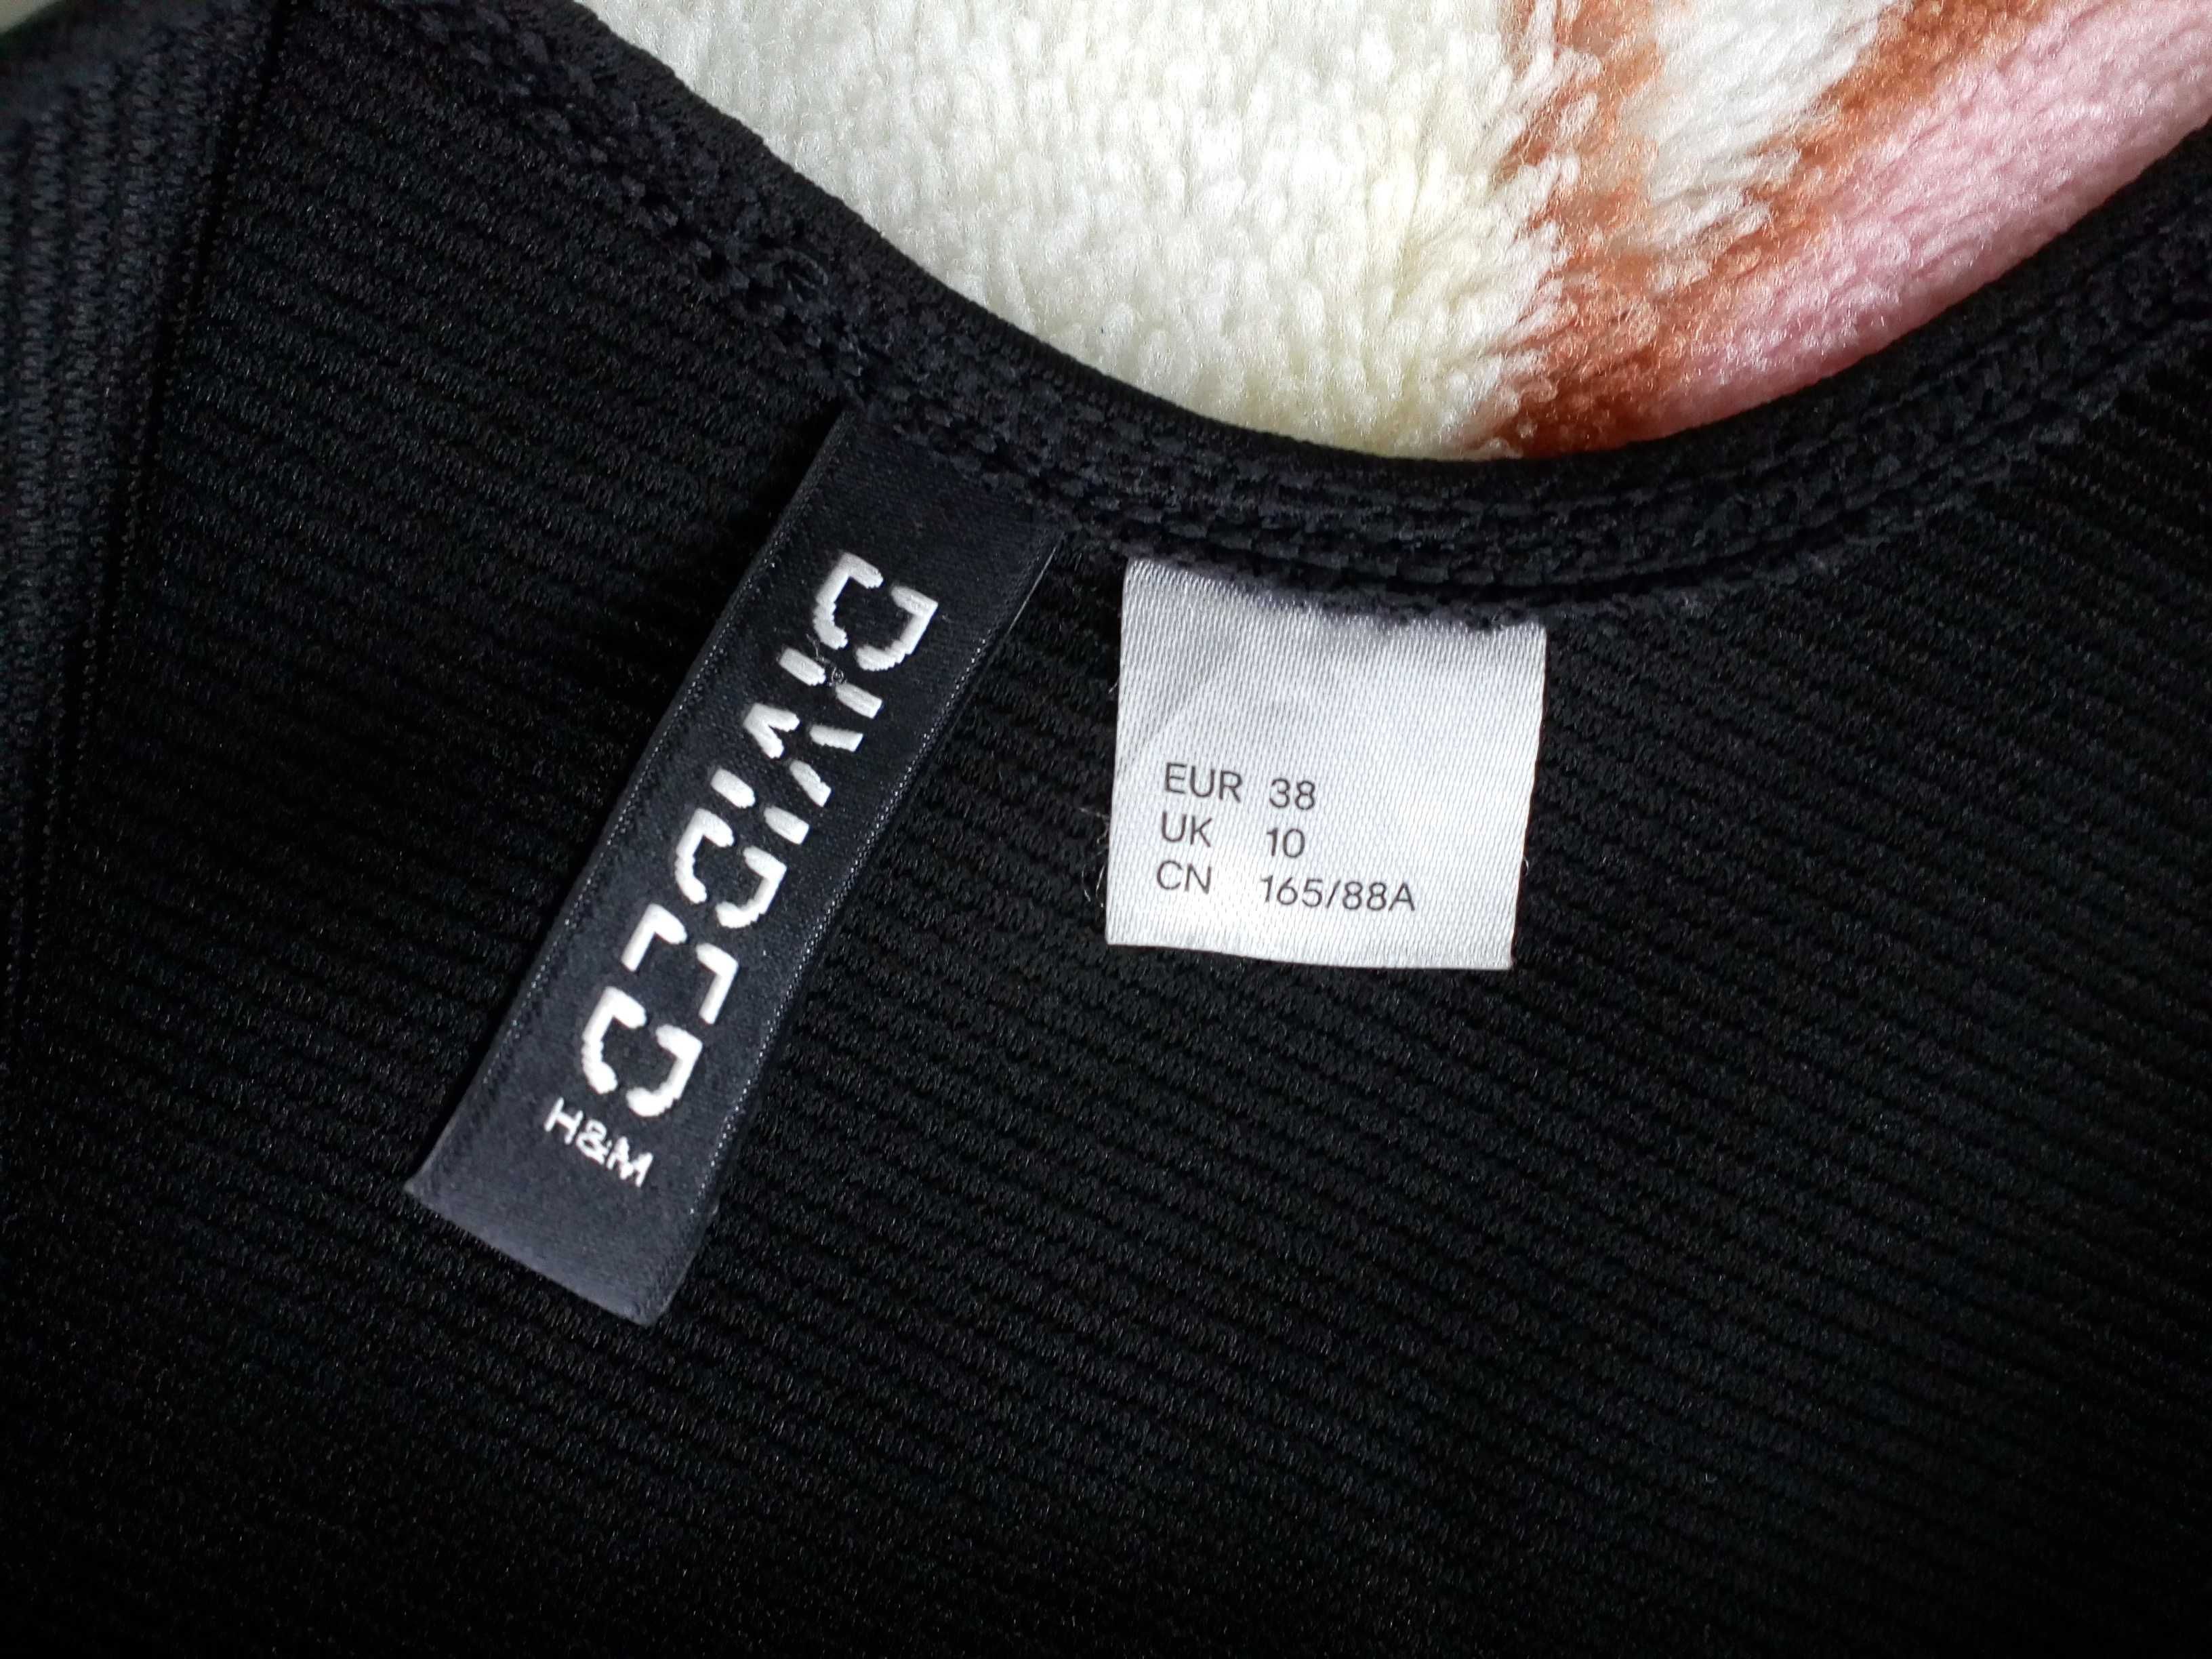 DIVIDED
H&M
EUR 38
UK 10
CN 165/88A